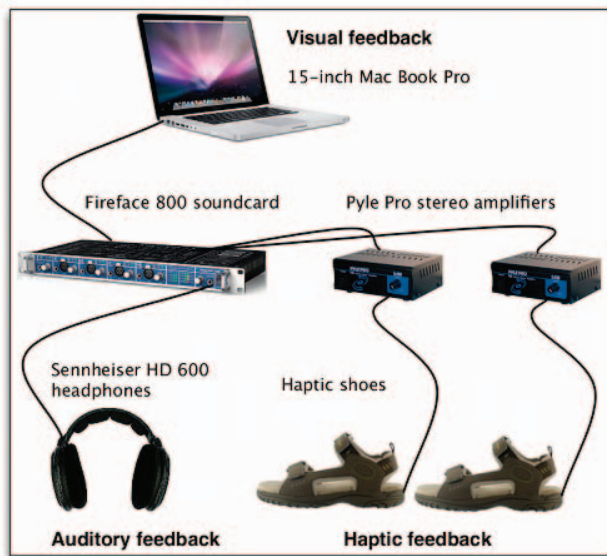 Visual feedback
15-inch Mac Book Pro
Fireface 800 soundcard
Pyle Pro stereo amplifiers
Sennheiser HD 600
headphones
Haptic shoes
Auditory feedback
Haptic feedback